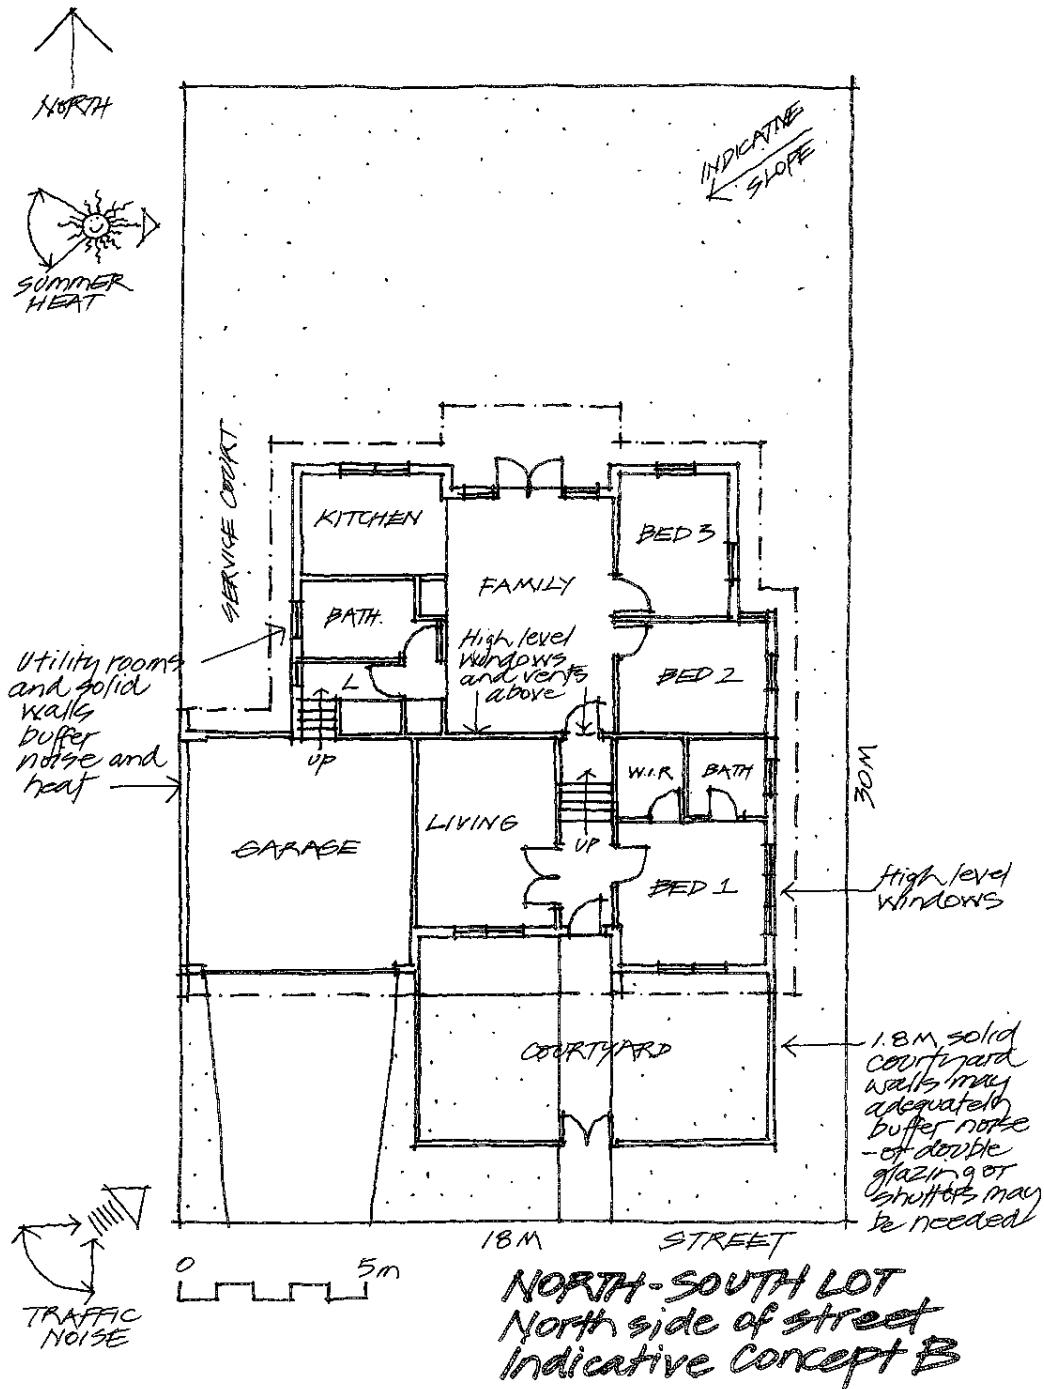 NORTH
INDICATIVE
SLOPE
SUMMER
HEAT
SERVICE COURT.
KITCHEN
BED 3
FAMILY
BATH.
High level
windows
and vents
above
Utility rooms
and solid
walls
buffer
noise and
heat
L
BED 2
UP
W.I.R
BATH
30M
LIVING
GARAGE
UP
BED 1
High level
windows
COURTYARD
1.8M solid
courtyard
walls may
adequately
buffer noise
-or double
glazing or
shutters may
be needed
18M
STREET
0
5m
TRAFFIC
NOISE
NORTH-SOUTH LOT
North side of street
Indicative Concept B